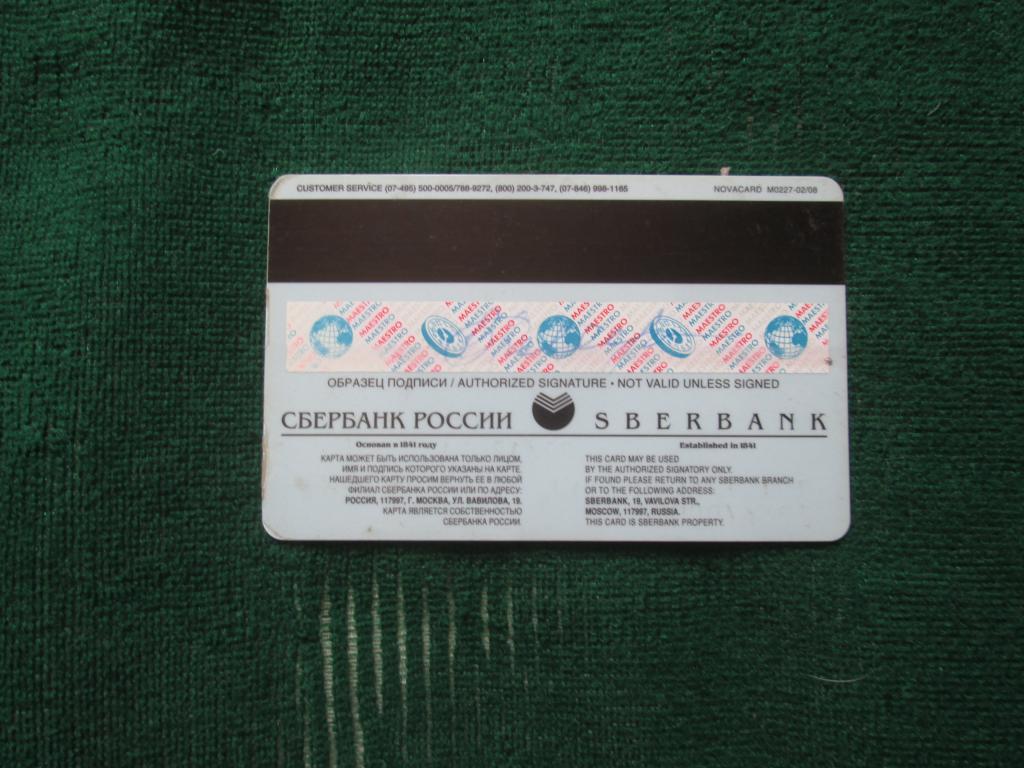 CUSTOMER SERVICE (07-495) 500-0005/788-9272, (800) 200-3-747, (07-846) 998-1165
NOVACARD M0227-02/08
MAESTRO MAESTRO MAESTRO MAESTRO MAESTRO
ОБРАЗЕЦ ПОДПИСИ / AUTHORIZED SIGNATURE • NOT VALID UNLESS SIGNED
СБЕРБАНК РОССИИ
SBERBANK
Основан в 1841 году
КАРТА МОЖЕТ БЫТЬ ИСПОЛЬЗОВАНА ТОЛЬКО ЛИЦОМ,
ИМЯ И ПОДПИСЬ КОТОРОГО УКАЗАНЫ НА КАРТЕ.
НАШЕДШЕГО КАРТУ ПРОСИМ ВЕРНУТЬ ЕЕ В ЛЮБОЙ
ФИЛИАЛ СБЕРБАНКА РОССИИ ИЛИ ПО АДРЕСУ:
РОССИЯ, 117997, Г. МОСКВА, УЛ. ВАВИЛОВА, 19.
КАРТА ЯВЛЯЕТСЯ СОБСТВЕННОСТЬЮ
СБЕРБАНКА РОССИИ.
Established in 1841
THIS CARD MAY BE USED
BY THE AUTHORIZED SIGNATORY ONLY.
IF FOUND PLEASE RETURN TO ANY SBERBANK BRANCH
OR TO THE FOLLOWING ADDRESS:
SBERBANK, 19, VAVILOVA STR.,
MOSCOW, 117997, RUSSIA.
THIS CARD IS SBERBANK PROPERTY.